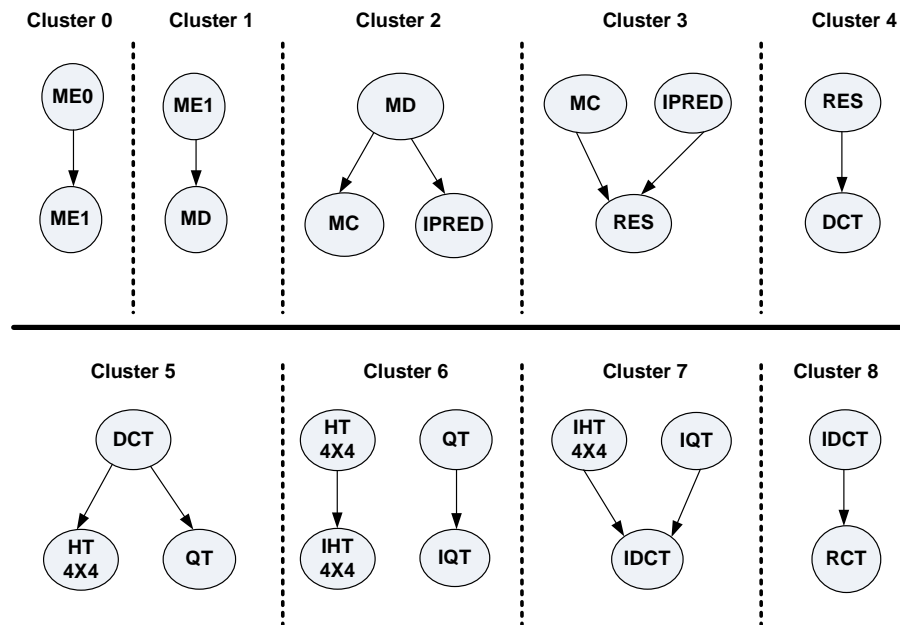 Cluster 0
Cluster 1
Cluster 2
Cluster 3
Cluster 4
ME0
ME1
MD
MC
IPRED
RES
ME1
MD
MC
IPRED
RES
DCT
Cluster 5
Cluster 6
Cluster 7
Cluster 8
DCT
HT
4X4
QT
IHT
4X4
IQT
IDCT
HT
4X4
QT
IHT
4X4
IQT
IDCT
RCT